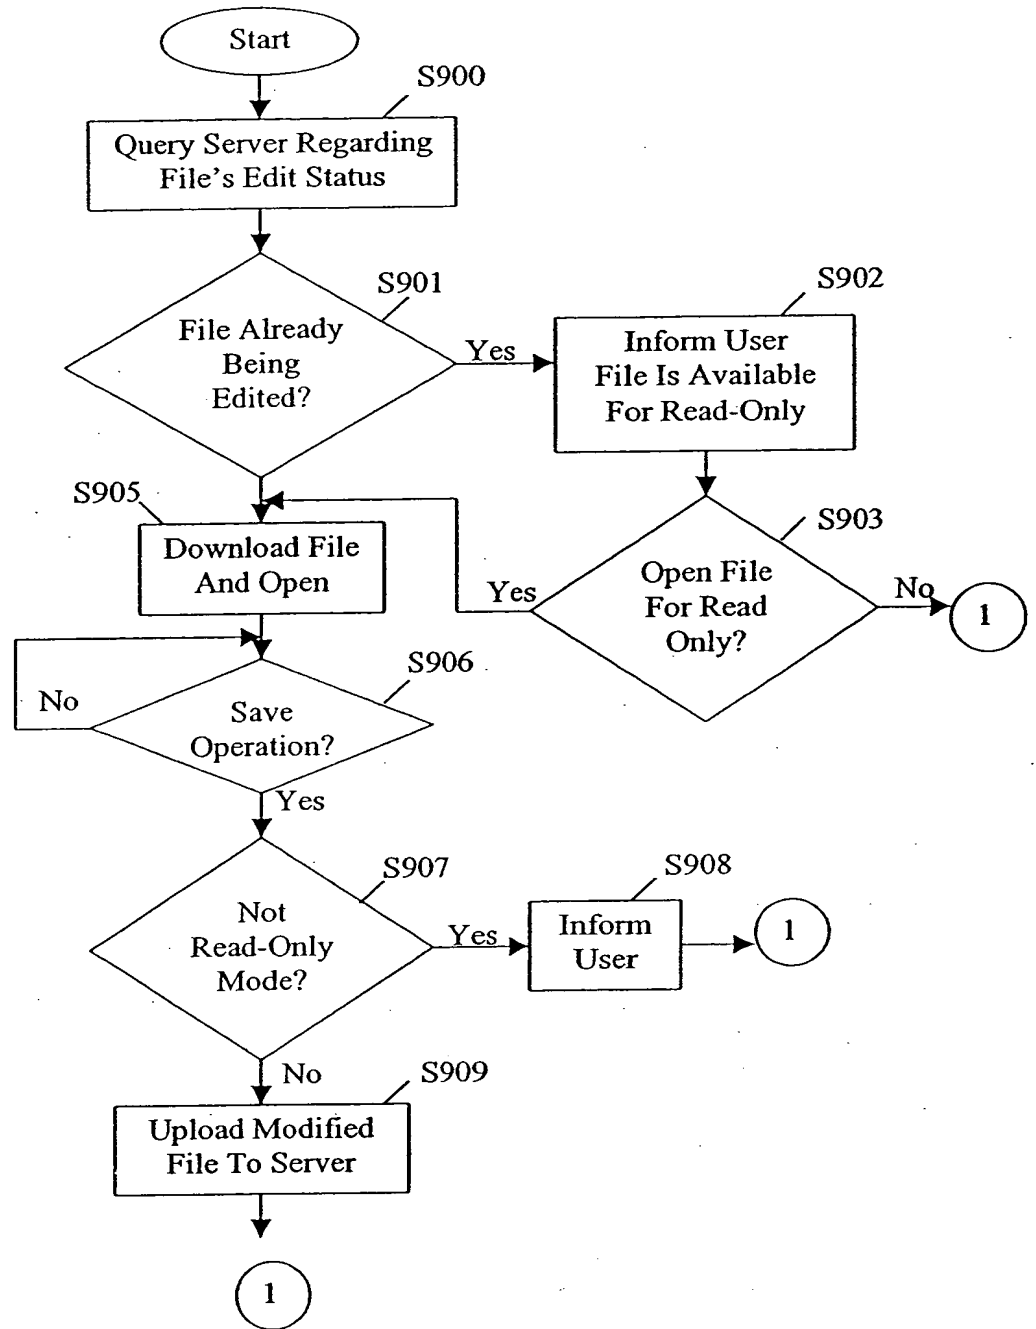 Start
S900
Query Server Regarding
File's Edit Status
S901
File Already
Being
Edited?
Yes
S902
Inform User
File Is Available
For Read-Only
S903
Open File
For Read
Only?
Yes
No
1
S905
Download File
And Open
S906
Save
Operation?
No
Yes
S907
Not
Read-Only
Mode?
Yes
S908
Inform
User
1
No
S909
Upload Modified
File To Server
1